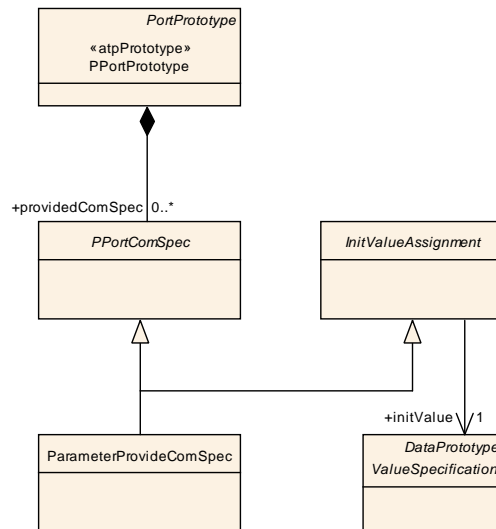 PortPrototype
«atpPrototype»
PPortPrototype
+providedComSpec 0..*
PPortComSpec
InitValueAssignment
+initValue 1
ParameterProvideComSpec
DataPrototype
ValueSpecification